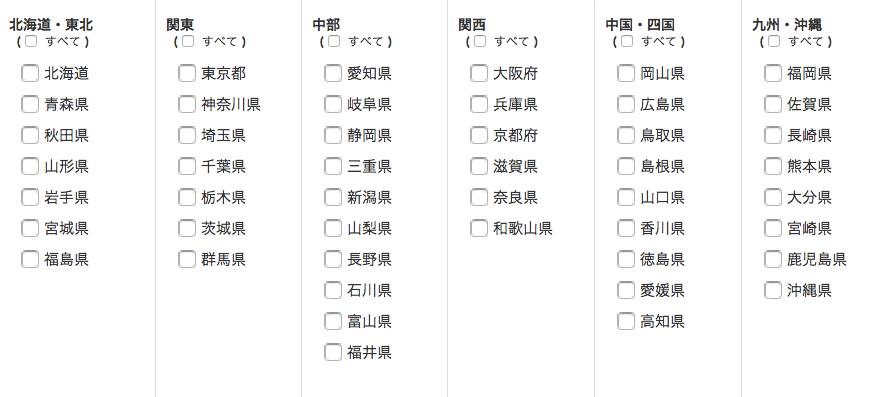 北海道・東北
( すべて )
北海道
青森県
秋田県
山形県
岩手県
宮城県
福島県
関東
( すべて )
東京都
神奈川県
埼玉県
千葉県
栃木県
茨城県
群馬県
中部
( すべて )
愛知県
岐阜県
静岡県
三重県
新潟県
山梨県
長野県
石川県
富山県
福井県
関西
( すべて )
大阪府
兵庫県
京都府
滋賀県
奈良県
和歌山県
中国・四国
( すべて )
岡山県
広島県
鳥取県
島根県
山口県
香川県
徳島県
愛媛県
高知県
九州・沖縄
( すべて )
福岡県
佐賀県
長崎県
熊本県
大分県
宮崎県
鹿児島県
沖縄県